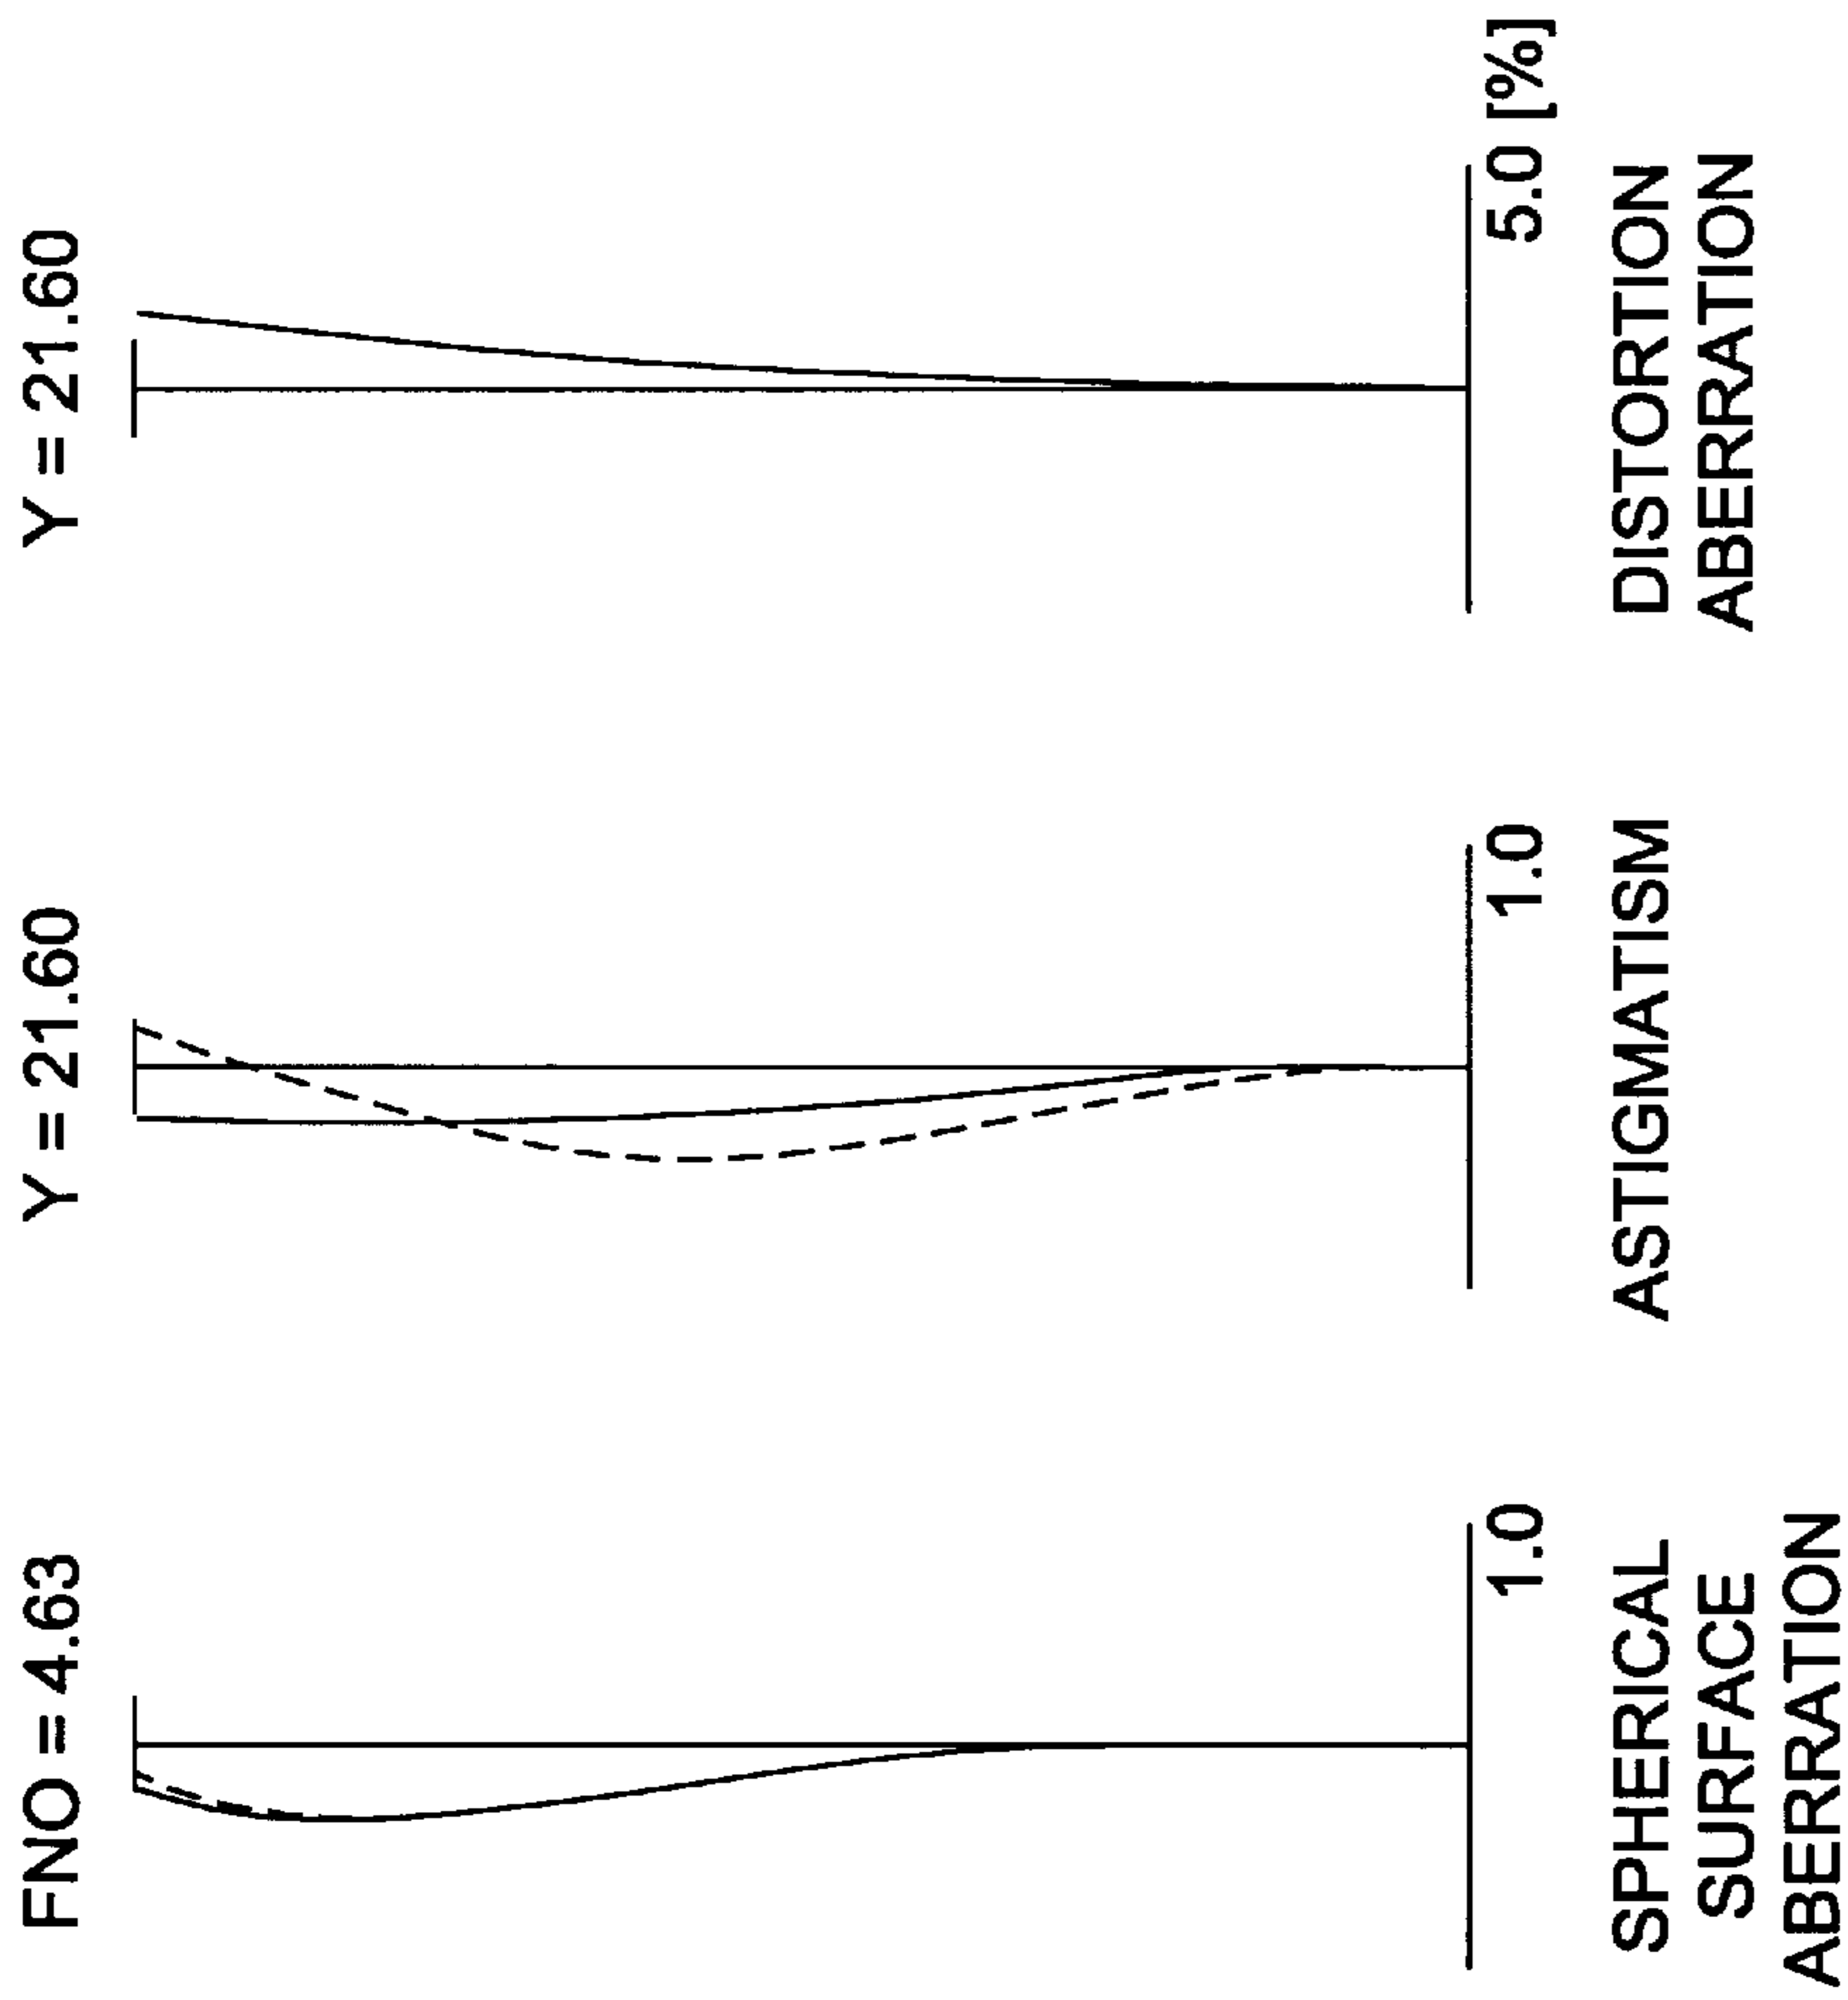 FNO = 4.63
1.0
SPHERICAL
SURFACE
ABERRATION
Y = 21.60
1.0
ASTIGMATISM
Y = 21.60
5.0 [%]
DISTORTION
ABERRATION